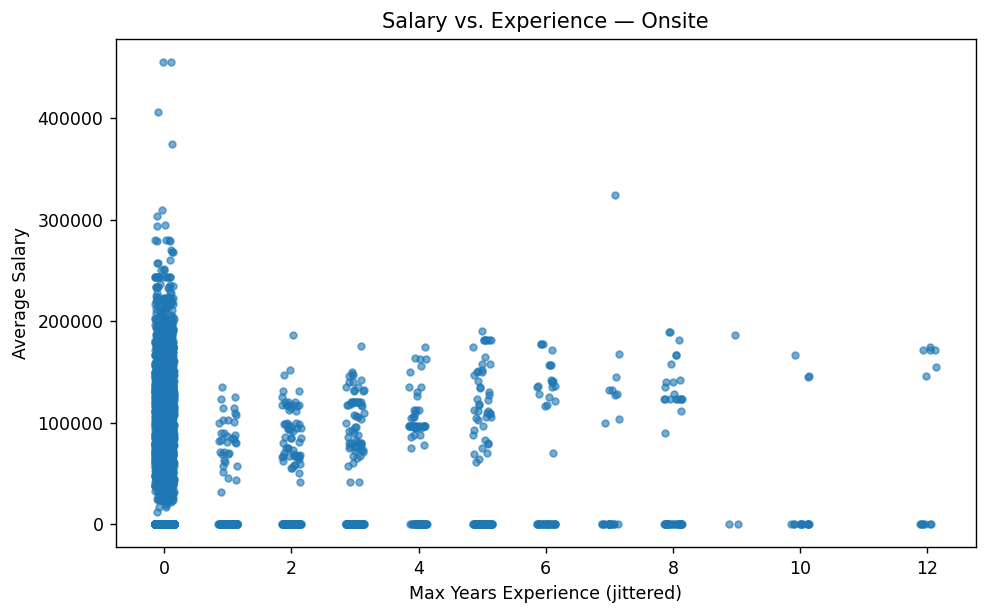 Salary vs. Experience — Onsite
Average Salary
400000
300000
200000
100000
0
0 2 4 6 8 10 12
Max Years Experience (jittered)